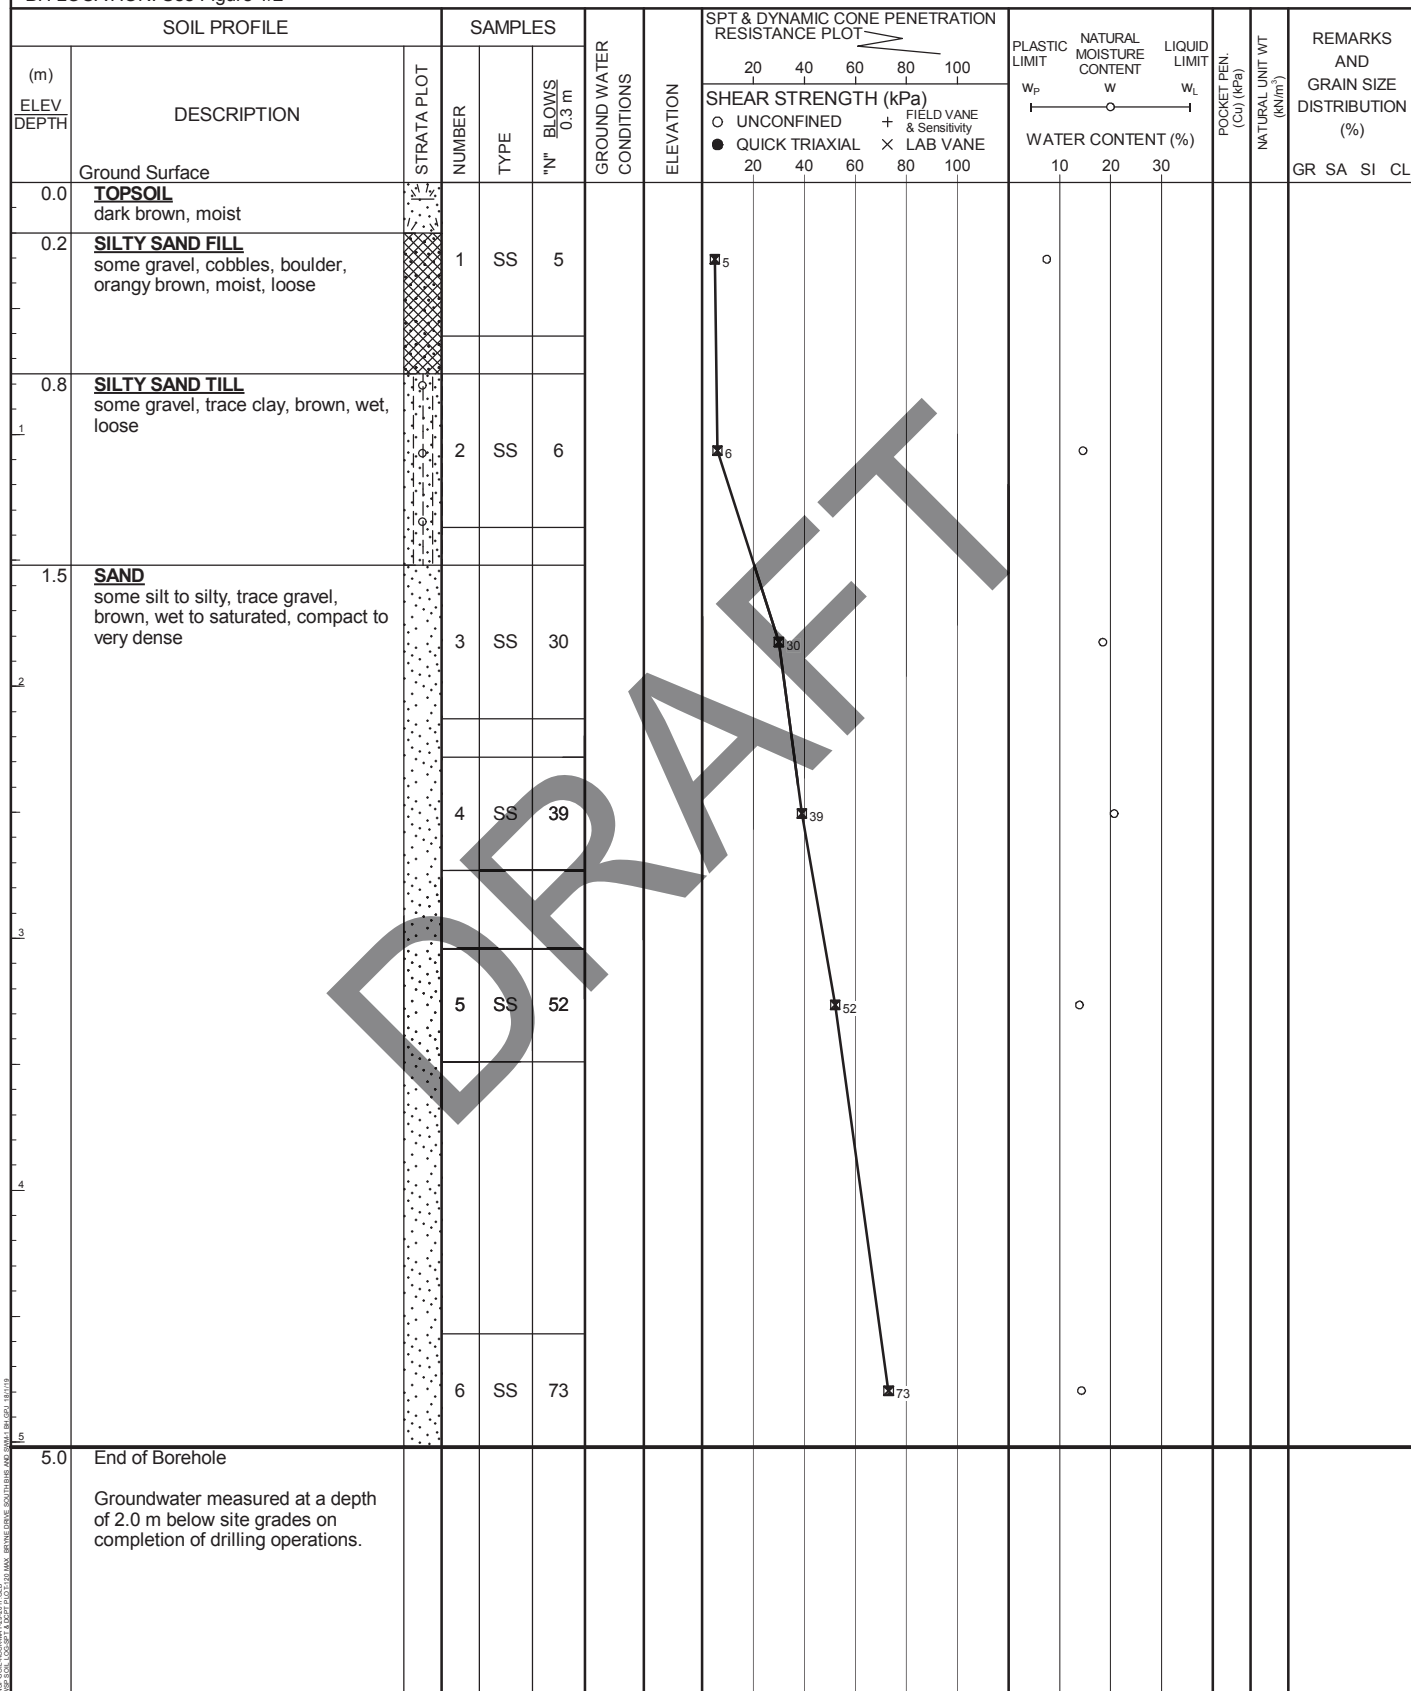 SOIL PROFILE
SAMPLES
GROUND WATER
CONDITIONS
ELEVATION
SPT & DYNAMIC CONE PENETRATION
RESISTANCE PLOT
20 40 60 80 100
SHEAR STRENGTH (kPa)
O UNCONFINED + FIELD VANE
& Sensitivity
● QUICK TRIAXIAL × LAB VANE
20 40 60 80 100
PLASTIC
LIMIT
NATURAL
MOISTURE
CONTENT
LIQUID
LIMIT
WP W WL
WATER CONTENT (%)
10 20 30
POCKET PEN.
(Cu) (kPa)
NATURAL UNIT WT
(kN/m³)
REMARKS
AND
GRAIN SIZE
DISTRIBUTION
(%)
GR SA SI CL
(m)
ELEV
DEPTH
DESCRIPTION
Ground Surface
STRATA PLOT
NUMBER
TYPE
"N" BLOWS
0.3 m
0.0 TOPSOIL
dark brown, moist
0.2 SILTY SAND FILL
some gravel, cobbles, boulder,
orangy brown, moist, loose
1 SS 5
5
0.8 SILTY SAND TILL
some gravel, trace clay, brown, wet,
loose
1
2 SS 6
6
1.5 SAND
some silt to silty, trace gravel,
brown, wet to saturated, compact to
very dense
3 SS 30
30
2
4 SS 39
39
3
5 SS 52
52
4
6 SS 73
73
5
5.0 End of Borehole
Groundwater measured at a depth
of 2.0 m below site grades on
completion of drilling operations.
DRAFT